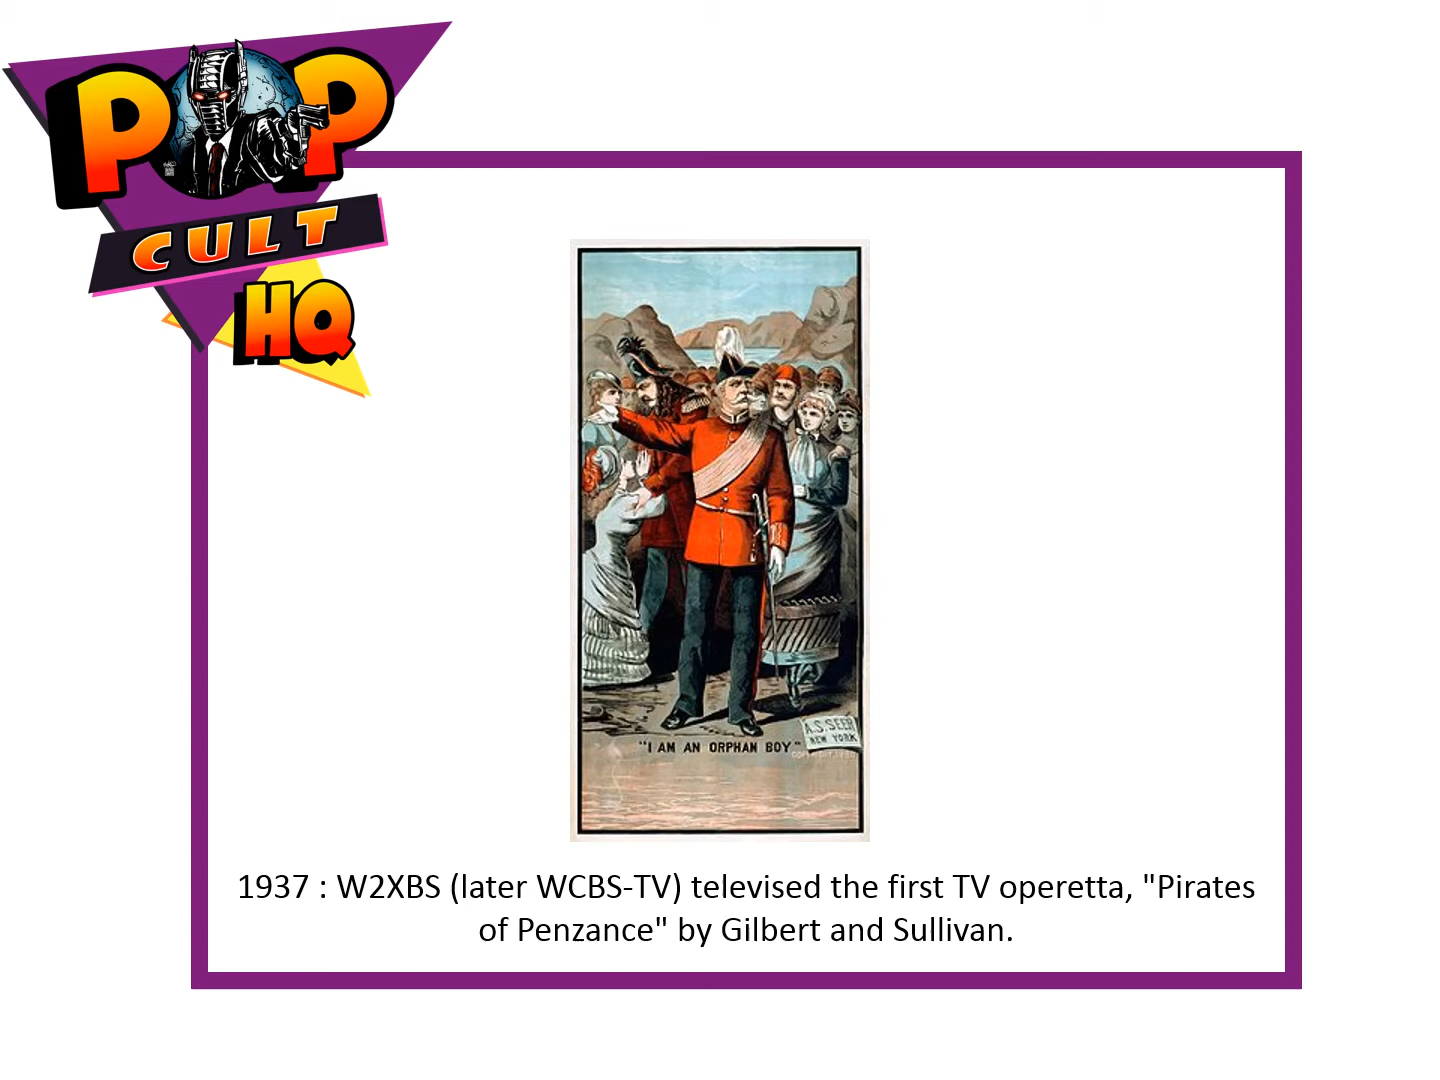 POP
CULT
HQ
"I AM AN ORPHAN BOY"
A.S.SEER
NEW YORK
1937 : W2XBS (later WCBS-TV) televised the first TV operetta, "Pirates
of Penzance" by Gilbert and Sullivan.